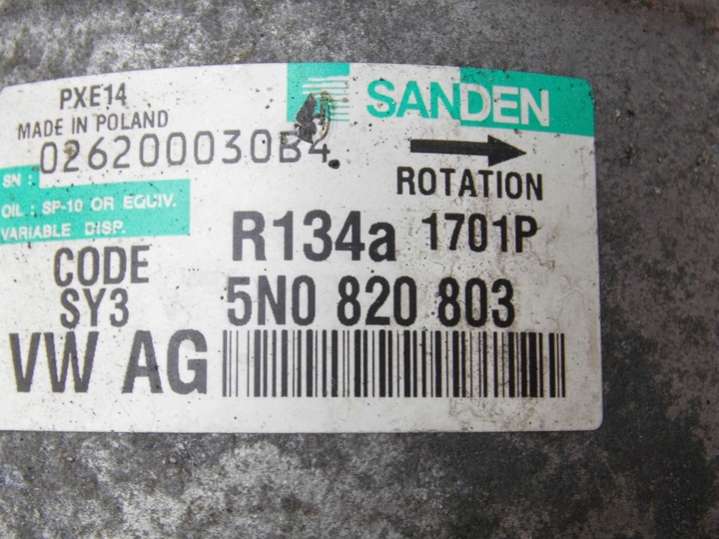 PXE14
MADE IN POLAND
SANDEN
SN : 026200030B4
ROTATION
OIL : SP-10 OR EQUIV.
VARIABLE DISP.
R134a 1701P
CODE
SY3
5N0 820 803
VW AG